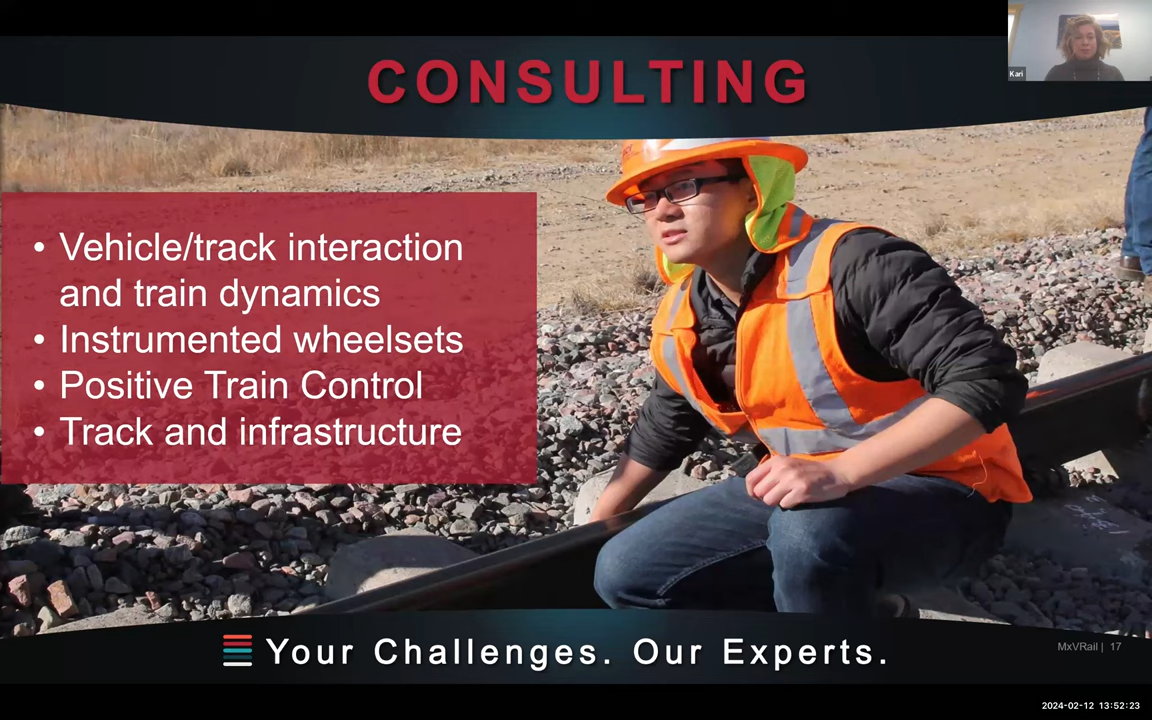 Kari
CONSULTING
• Vehicle/track interaction
and train dynamics
• Instrumented wheelsets
• Positive Train Control
• Track and infrastructure
Your Challenges. Our Experts.
MxVRail | 17
2024-02-12 13:52:23